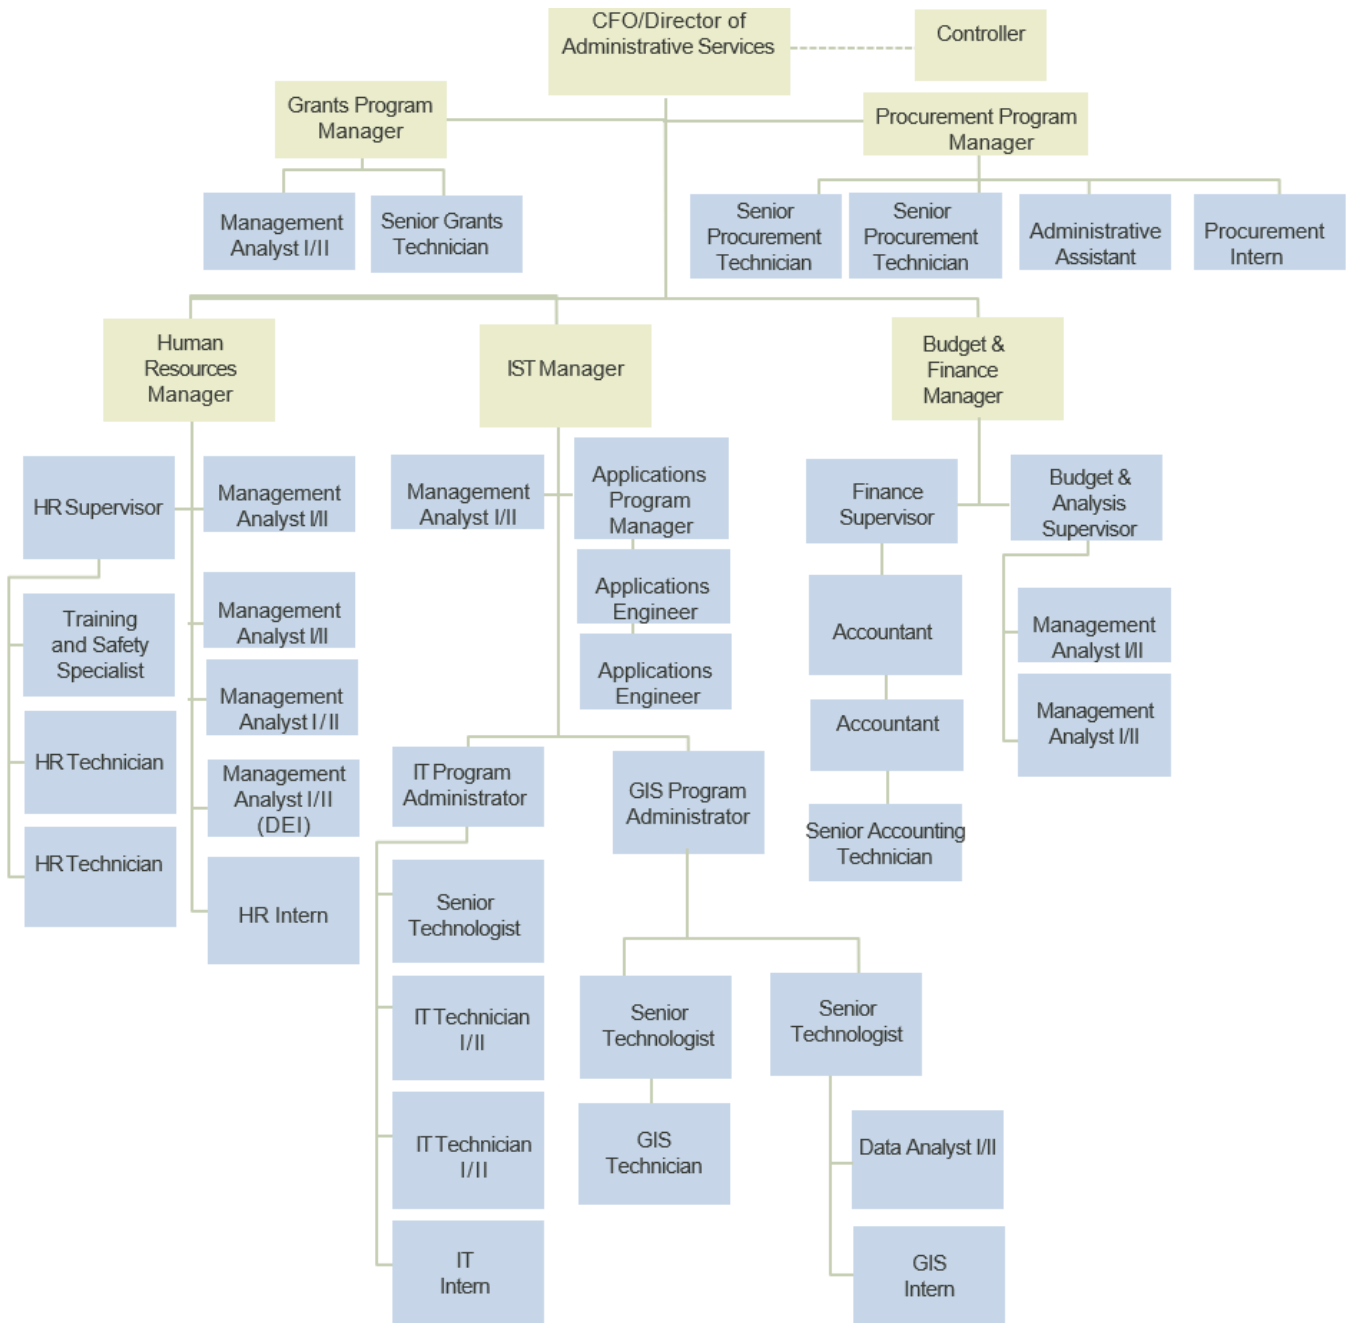 CFO/Director of
Administrative Services
Controller
Grants Program
Manager
Procurement Program
Manager
Management
Analyst I/II
Senior Grants
Technician
Senior
Procurement
Technician
Senior
Procurement
Technician
Administrative
Assistant
Procurement
Intern
Human
Resources
Manager
IST Manager
Budget &
Finance
Manager
HR Supervisor
Management
Analyst I/II
Management
Analyst I/II
Applications
Program
Manager
Finance
Supervisor
Budget &
Analysis
Supervisor
Training
and Safety
Specialist
Management
Analyst I/II
Applications
Engineer
Accountant
Management
Analyst I/II
Management
Analyst I/II
Applications
Engineer
Accountant
Management
Analyst I/II
HR Technician
Management
Analyst I/II
(DEI)
IT Program
Administrator
GIS Program
Administrator
Senior Accounting
Technician
HR Technician
HR Intern
Senior
Technologist
IT Technician
I/II
Senior
Technologist
Senior
Technologist
IT Technician
I/II
GIS
Technician
Data Analyst I/II
IT
Intern
GIS
Intern